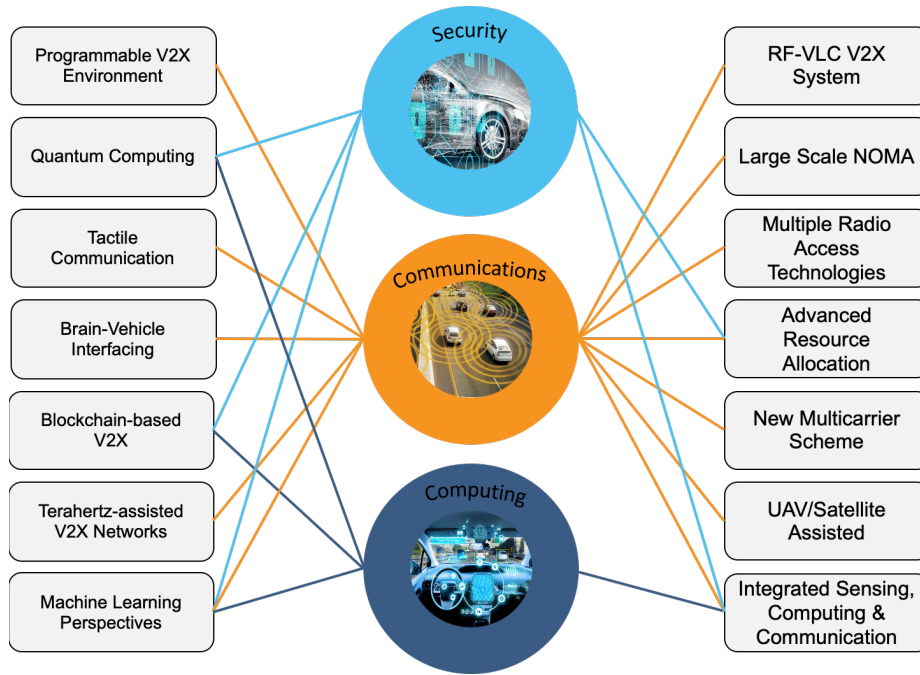 Security
Communications
Computing
Programmable V2X
Environment
Quantum Computing
Tactile
Communication
Brain-Vehicle
Interfacing
Blockchain-based
V2X
Terahertz-assisted
V2X Networks
Machine Learning
Perspectives
RF-VLC V2X
System
Large Scale NOMA
Multiple Radio
Access
Technologies
Advanced
Resource
Allocation
New Multicarrier
Scheme
UAV/Satellite
Assisted
Integrated Sensing,
Computing &
Communication